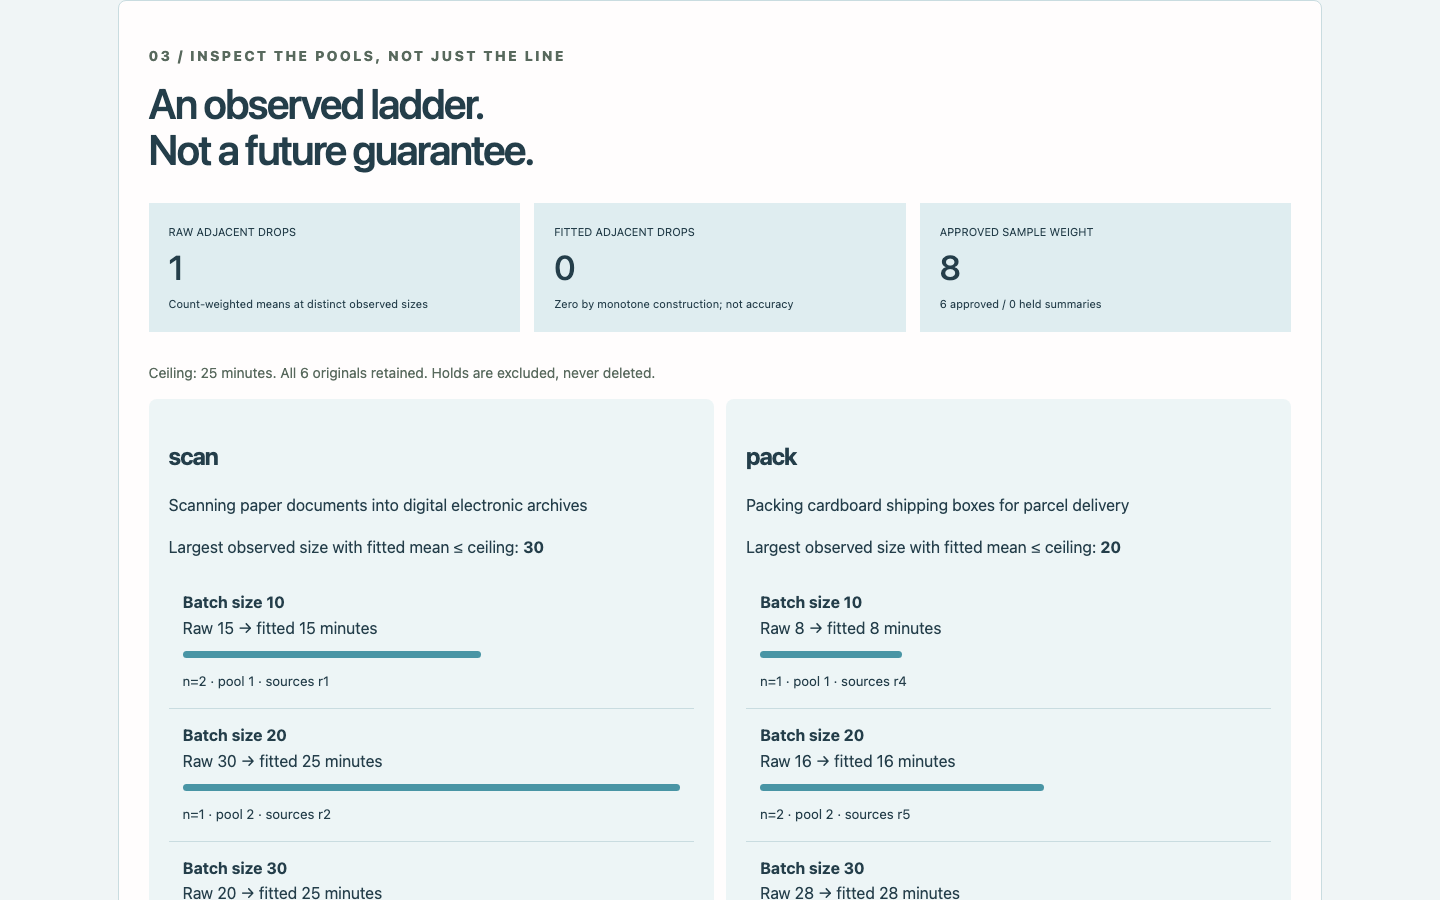 03 / INSPECT THE POOLS, NOT JUST THE LINE
An observed ladder.
Not a future guarantee.
RAW ADJACENT DROPS
1
Count-weighted means at distinct observed sizes
FITTED ADJACENT DROPS
0
Zero by monotone construction; not accuracy
APPROVED SAMPLE WEIGHT
8
6 approved / 0 held summaries
Ceiling: 25 minutes. All 6 originals retained. Holds are excluded, never deleted.
scan
Scanning paper documents into digital electronic archives
Largest observed size with fitted mean ≤ ceiling: 30
Batch size 10
Raw 15 → fitted 15 minutes
n=2 · pool 1 · sources r1
Batch size 20
Raw 30 → fitted 25 minutes
n=1 · pool 2 · sources r2
Batch size 30
Raw 20 → fitted 25 minutes
pack
Packing cardboard shipping boxes for parcel delivery
Largest observed size with fitted mean ≤ ceiling: 20
Batch size 10
Raw 8 → fitted 8 minutes
n=1 · pool 1 · sources r4
Batch size 20
Raw 16 → fitted 16 minutes
n=2 · pool 2 · sources r5
Batch size 30
Raw 28 → fitted 28 minutes